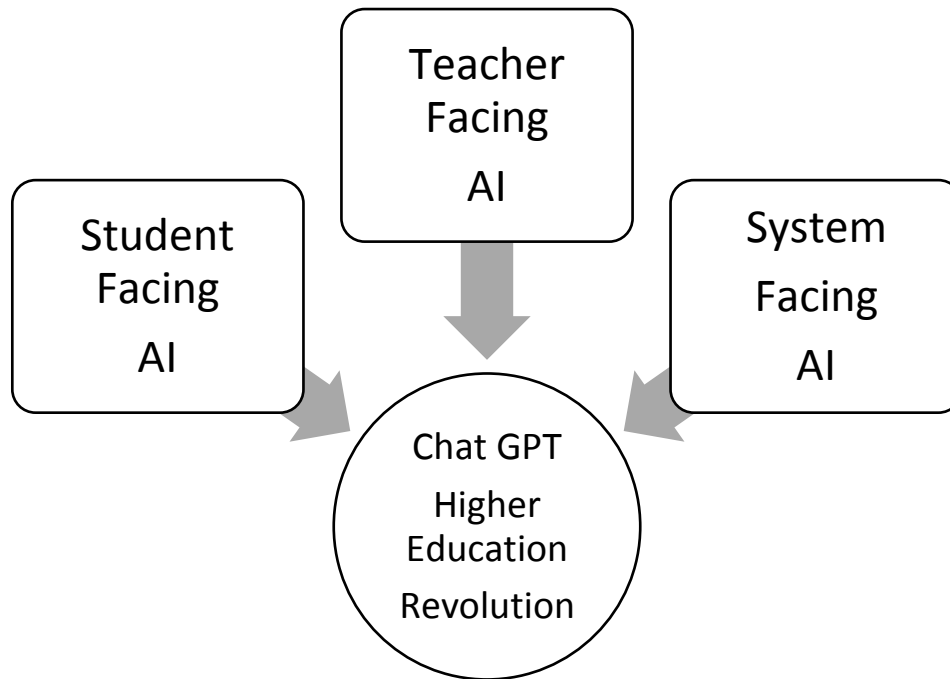 Teacher
Facing
AI
Student
Facing
AI
System
Facing
AI
Chat GPT
Higher
Education
Revolution